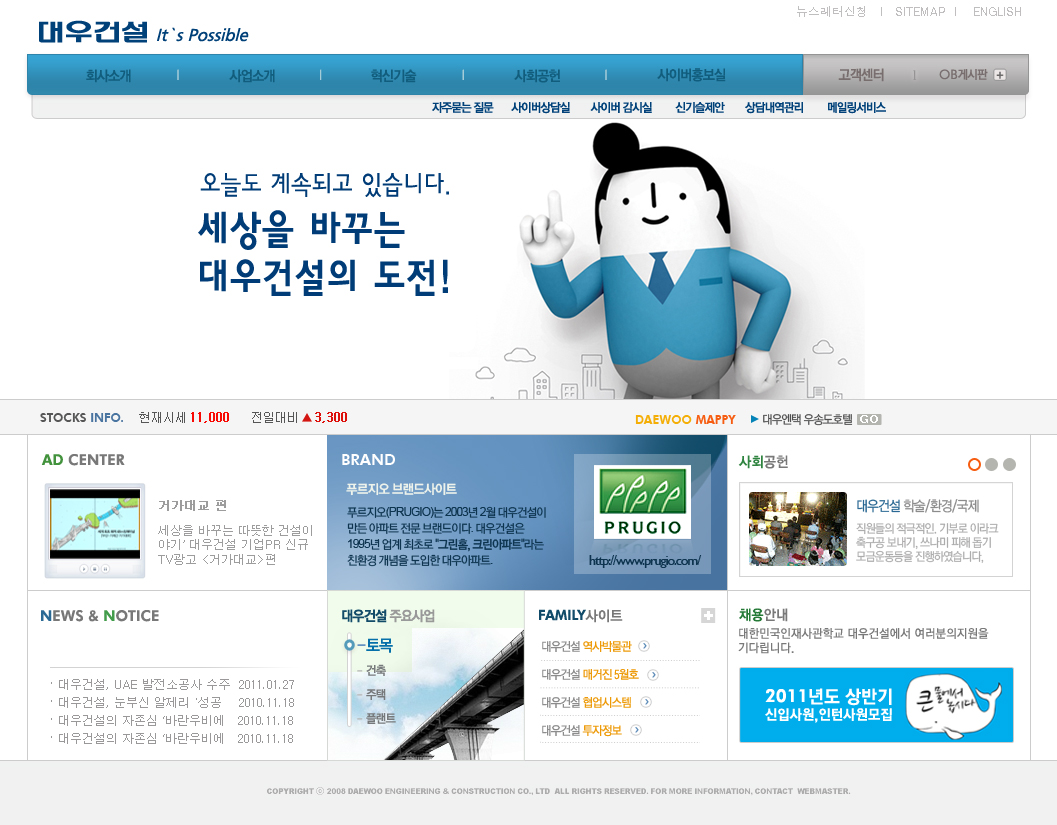 뉴스레터신청 | SITEMAP | ENGLISH
대우건설 It`s Possible
회사소개 | 사업소개 | 혁신기술 | 사회공헌 | 사이버홍보실 고객센터 | OB게시판
자주묻는 질문 사이버상담실 사이버 감사실 신기술제안 상담내역관리 메일링서비스
오늘도 계속되고 있습니다.
세상을 바꾸는
대우건설의 도전!
STOCKS INFO. 현재시세 11,000 전일대비 ▲ 3,300 DAEWOO MAPPY ▶ 대우엔텍 우송도호텔 GO
AD CENTER
거가대교 편
세상을 바꾸는 따뜻한 건설이
야기' 대우건설 기업PR 신규
TV광고 <거가대교>편
BRAND
푸르지오 브랜드사이트
푸르지오(PRUGIO)는 2003년 2월 대우건설이
만든 아파트 전문 브랜드이다. 대우건설은
1995년 업계 최초로 "그린홈, 크린아파트"라는
친환경 개념을 도입한 대우아파트.
PRUGIO
http://www.prugio.com/
사회공헌
대우건설 학술/환경/국제
직원들의 적극적인, 기부로 이라크
축구공 보내기, 쓰나미 피해 돕기
모금운동등을 진행하였습니다.
NEWS & NOTICE
· 대우건설, UAE 발전소공사 수주 2011.01.27
· 대우건설, 눈부신 알제리 '성공 2010.11.18
· 대우건설의 자존심 '바란우비에 2010.11.18
· 대우건설의 자존심 '바란우비에 2010.11.18
대우건설 주요사업
토목
건축
주택
플랜트
FAMILY사이트
대우건설 역사박물관
대우건설 매거진 5월호
대우건설 협업시스템
대우건설 투자정보
채용안내
대한민국인재사관학교 대우건설에서 여러분의지원을
기다립니다.
2011년도 상반기
신입사원,인턴사원모집
큰 물에서
놀지다
COPYRIGHT ⓒ 2008 DAEWOO ENGINEERING & CONSTRUCTION CO., LTD ALL RIGHTS RESERVED. FOR MORE INFORMATION, CONTACT WEBMASTER.